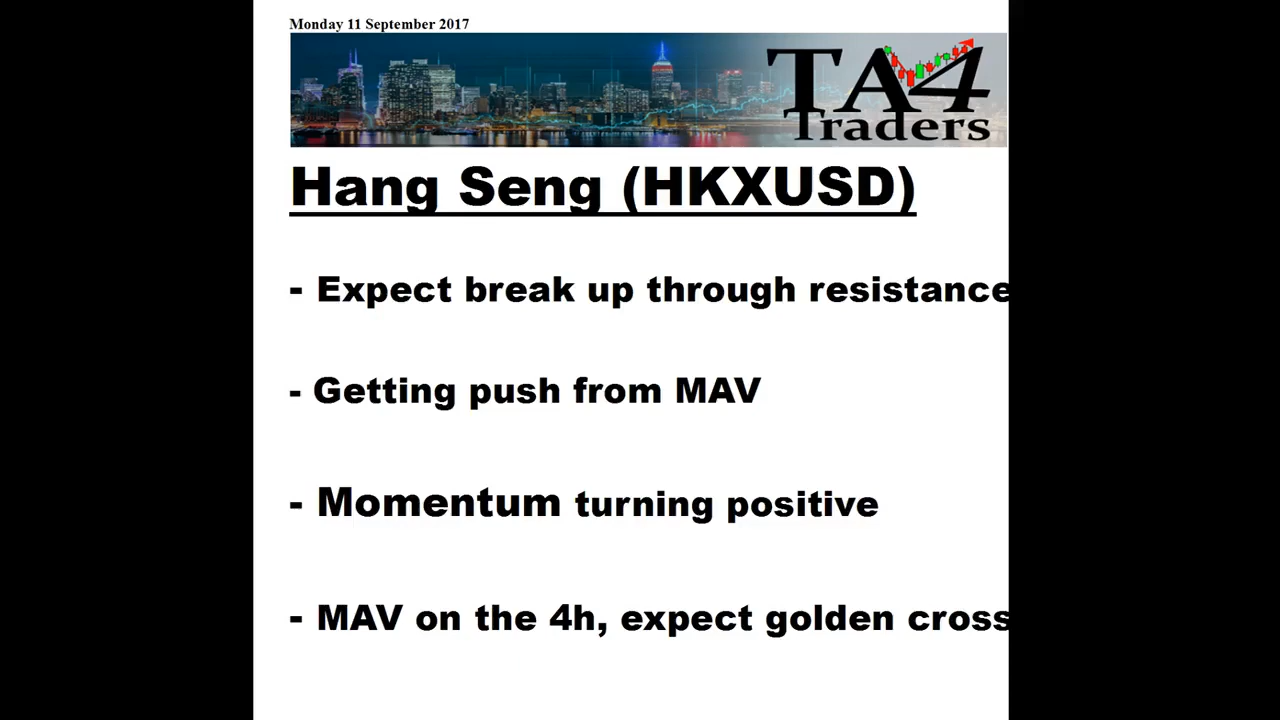 Monday 11 September 2017
TA4
Traders
Hang Seng (HKXUSD)
- Expect break up through resistance
- Getting push from MAV
- Momentum turning positive
- MAV on the 4h, expect golden cross